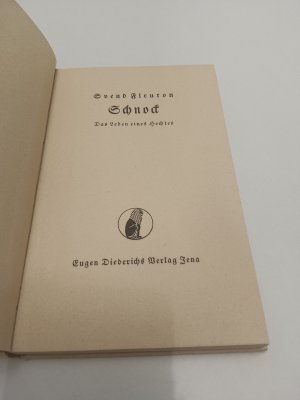 Svend Fleuron
Schnock
Das Leben eines Hechtes
Eugen Diederichs Verlag Jena